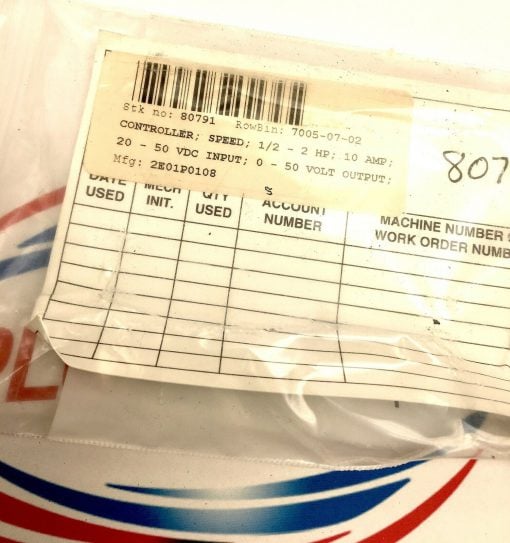 Stk no: 80791 RowBin: 7005-07-02
CONTROLLER; SPEED; 1/2 - 2 HP; 10 AMP;
20 - 50 VDC INPUT; 0 - 50 VOLT OUTPUT;
Mfg: 2E01P0108
807
DATE USED
MECH INIT.
QTY USED
ACCOUNT NUMBER
MACHINE NUMBER
WORK ORDER NUMB